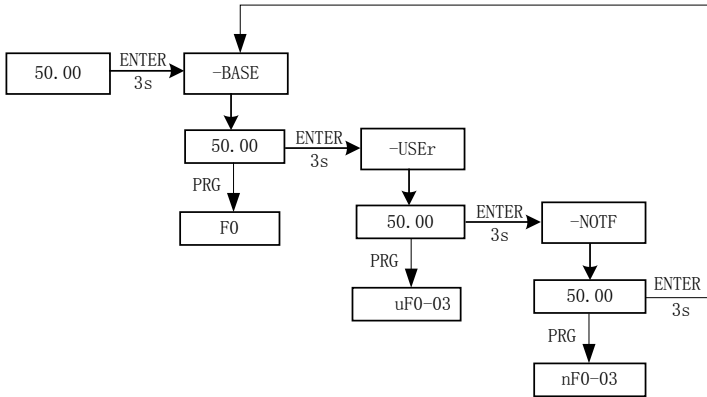 50.00
ENTER
3s
-BASE
50.00
ENTER
3s
-USEr
PRG
F0
50.00
ENTER
3s
-NOTF
PRG
uF0-03
50.00
ENTER
3s
PRG
nF0-03